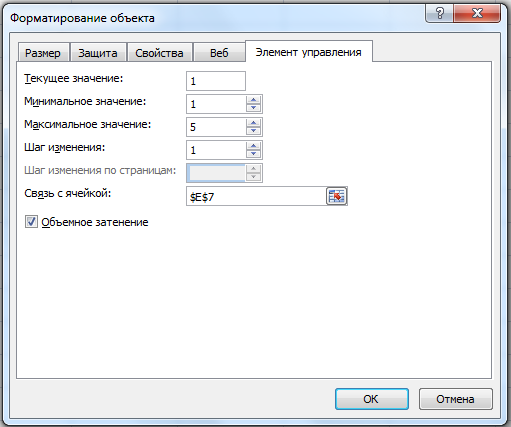 Форматирование объекта
Размер Защита Свойства Веб Элемент управления
Текущее значение: 1
Минимальное значение: 1
Максимальное значение: 5
Шаг изменения: 1
Шаг изменения по страницам:
Связь с ячейкой: $E$7
Объемное затенение
ОК Отмена